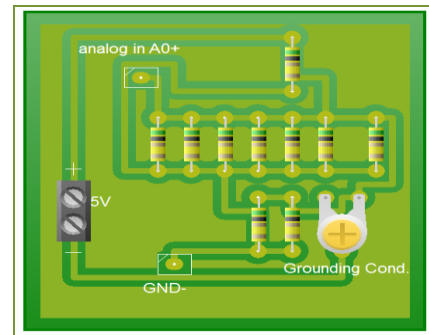 analog in A0+
+
5V
−
GND-
Grounding Cond.